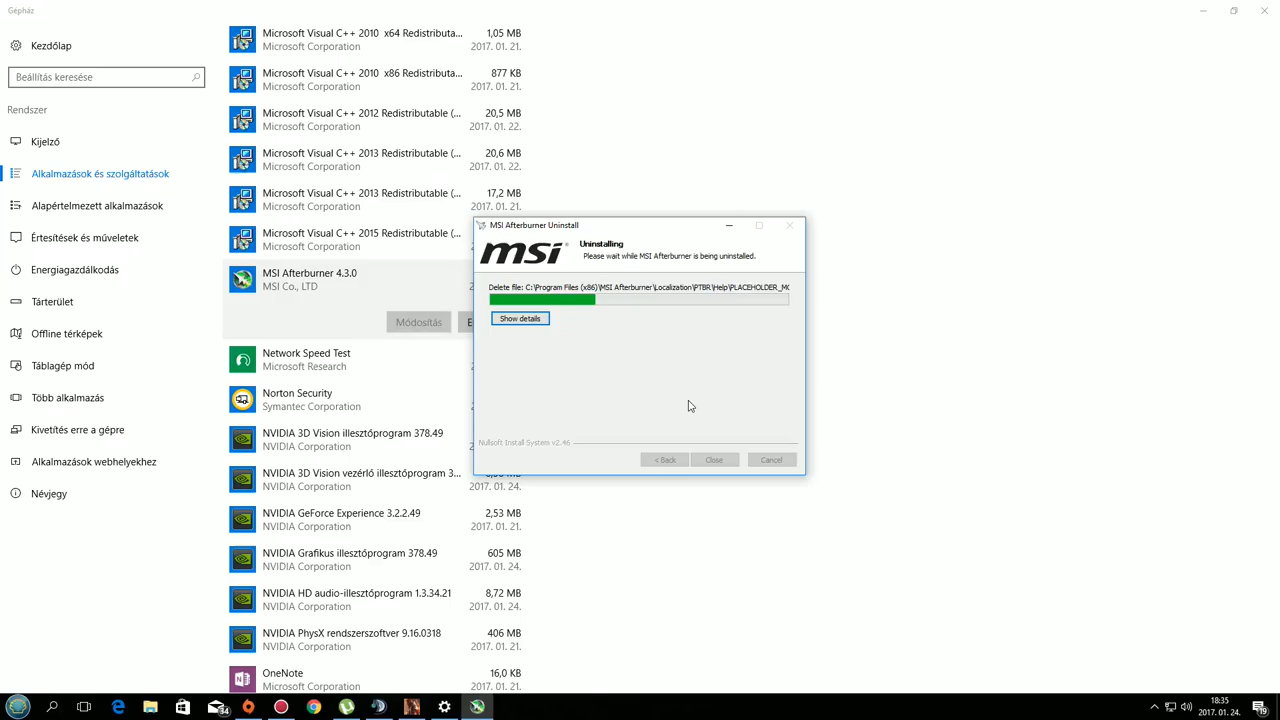 Gépház
Kezdőlap
Beállítás keresése
Rendszer
Kijelző
Alkalmazások és szolgáltatások
Alapértelmezett alkalmazások
Értesítések és műveletek
Energiagazdálkodás
Tárterület
Offline térképek
Táblagép mód
Több alkalmazás
Kivetítés erre a gépre
Alkalmazások webhelyekhez
Névjegy
Microsoft Visual C++ 2010 x64 Redistributa... 1,05 MB
Microsoft Corporation 2017. 01. 21.
Microsoft Visual C++ 2010 x86 Redistributa... 877 KB
Microsoft Corporation 2017. 01. 21.
Microsoft Visual C++ 2012 Redistributable (... 20,5 MB
Microsoft Corporation 2017. 01. 22.
Microsoft Visual C++ 2013 Redistributable (... 20,6 MB
Microsoft Corporation 2017. 01. 22.
Microsoft Visual C++ 2013 Redistributable (... 17,2 MB
Microsoft Corporation 2017. 01. 21.
Microsoft Visual C++ 2015 Redistributable (...
Microsoft Corporation
MSI Afterburner 4.3.0
MSI Co., LTD
Módosítás
Network Speed Test
Microsoft Research
Norton Security
Symantec Corporation
NVIDIA 3D Vision illesztőprogram 378.49
NVIDIA Corporation
NVIDIA 3D Vision vezérlő illesztőprogram 3...
NVIDIA Corporation 2017. 01. 24.
NVIDIA GeForce Experience 3.2.2.49 2,53 MB
NVIDIA Corporation 2017. 01. 21.
NVIDIA Grafikus illesztőprogram 378.49 605 MB
NVIDIA Corporation 2017. 01. 24.
NVIDIA HD audio-illesztőprogram 1.3.34.21 8,72 MB
NVIDIA Corporation 2017. 01. 24.
NVIDIA PhysX rendszerszoftver 9.16.0318 406 MB
NVIDIA Corporation 2017. 01. 21.
OneNote 16,0 KB
Microsoft Corporation 2017. 01. 21.
MSI Afterburner Uninstall
msi
Uninstalling
Please wait while MSI Afterburner is being uninstalled.
Delete file: C:\Program Files (x86)\MSI Afterburner\Localization\PTBR\Help\PLACEHOLDER_MC
Show details
Nullsoft Install System v2.46
< Back Close Cancel
34
18:35
2017. 01. 24.
19